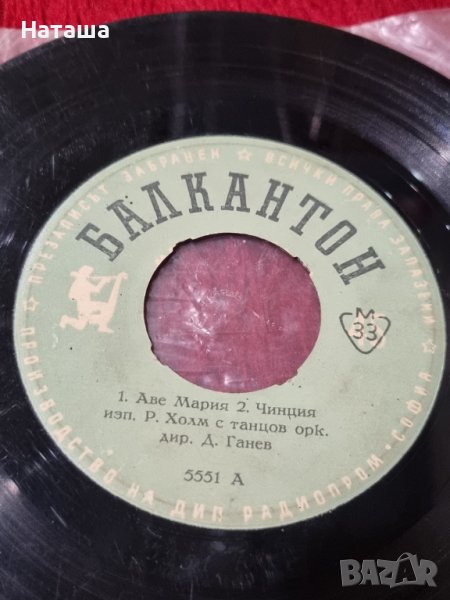 Наташа
ПРОИЗВОДСТВО НА ДИП РАДИОПРОМ - СОФИЯ
☆ ПРЕЗАПИСЪТ ЗАБРАНЕН ☆ ВСИЧКИ ПРАВА ЗАПАЗЕНИ
БАЛКАНТОН
М
33
1. Аве Мария 2. Чинция
изп. Р. Холм с танцов орк.
дир. Д. Ганев
5551 А
BAZAR